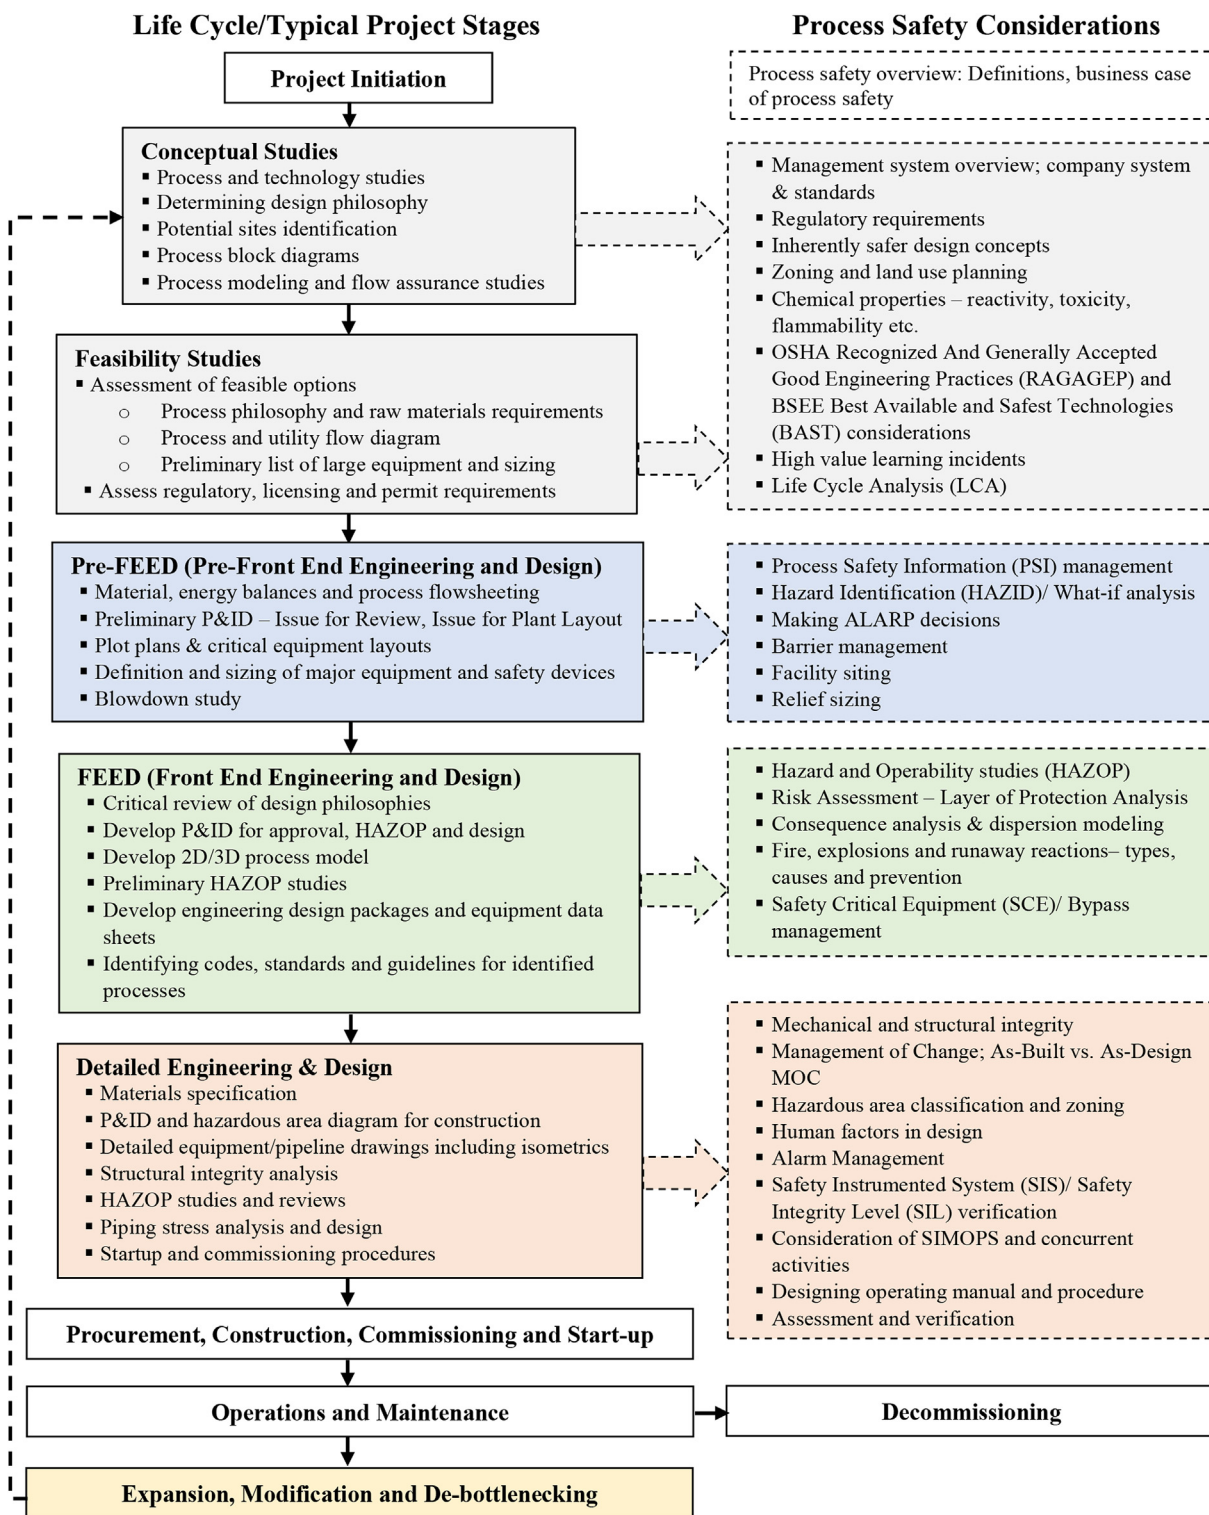 Life Cycle/Typical Project Stages
Project Initiation
Conceptual Studies
▪ Process and technology studies
▪ Determining design philosophy
▪ Potential sites identification
▪ Process block diagrams
▪ Process modeling and flow assurance studies
Feasibility Studies
▪ Assessment of feasible options
o Process philosophy and raw materials requirements
o Process and utility flow diagram
o Preliminary list of large equipment and sizing
▪ Assess regulatory, licensing and permit requirements
Pre-FEED (Pre-Front End Engineering and Design)
▪ Material, energy balances and process flowsheeting
▪ Preliminary P&ID – Issue for Review, Issue for Plant Layout
▪ Plot plans & critical equipment layouts
▪ Definition and sizing of major equipment and safety devices
▪ Blowdown study
FEED (Front End Engineering and Design)
▪ Critical review of design philosophies
▪ Develop P&ID for approval, HAZOP and design
▪ Develop 2D/3D process model
▪ Preliminary HAZOP studies
▪ Develop engineering design packages and equipment data
sheets
▪ Identifying codes, standards and guidelines for identified
processes
Detailed Engineering & Design
▪ Materials specification
▪ P&ID and hazardous area diagram for construction
▪ Detailed equipment/pipeline drawings including isometrics
▪ Structural integrity analysis
▪ HAZOP studies and reviews
▪ Piping stress analysis and design
▪ Startup and commissioning procedures
Procurement, Construction, Commissioning and Start-up
Operations and Maintenance
Expansion, Modification and De-bottlenecking
Process Safety Considerations
Process safety overview: Definitions, business case
of process safety
▪ Management system overview; company system
& standards
▪ Regulatory requirements
▪ Inherently safer design concepts
▪ Zoning and land use planning
▪ Chemical properties – reactivity, toxicity,
flammability etc.
▪ OSHA Recognized And Generally Accepted
Good Engineering Practices (RAGAGEP) and
BSEE Best Available and Safest Technologies
(BAST) considerations
▪ High value learning incidents
▪ Life Cycle Analysis (LCA)
▪ Process Safety Information (PSI) management
▪ Hazard Identification (HAZID)/ What-if analysis
▪ Making ALARP decisions
▪ Barrier management
▪ Facility siting
▪ Relief sizing
▪ Hazard and Operability studies (HAZOP)
▪ Risk Assessment – Layer of Protection Analysis
▪ Consequence analysis & dispersion modeling
▪ Fire, explosions and runaway reactions– types,
causes and prevention
▪ Safety Critical Equipment (SCE)/ Bypass
management
▪ Mechanical and structural integrity
▪ Management of Change; As-Built vs. As-Design
MOC
▪ Hazardous area classification and zoning
▪ Human factors in design
▪ Alarm Management
▪ Safety Instrumented System (SIS)/ Safety
Integrity Level (SIL) verification
▪ Consideration of SIMOPS and concurrent
activities
▪ Designing operating manual and procedure
▪ Assessment and verification
Decommissioning